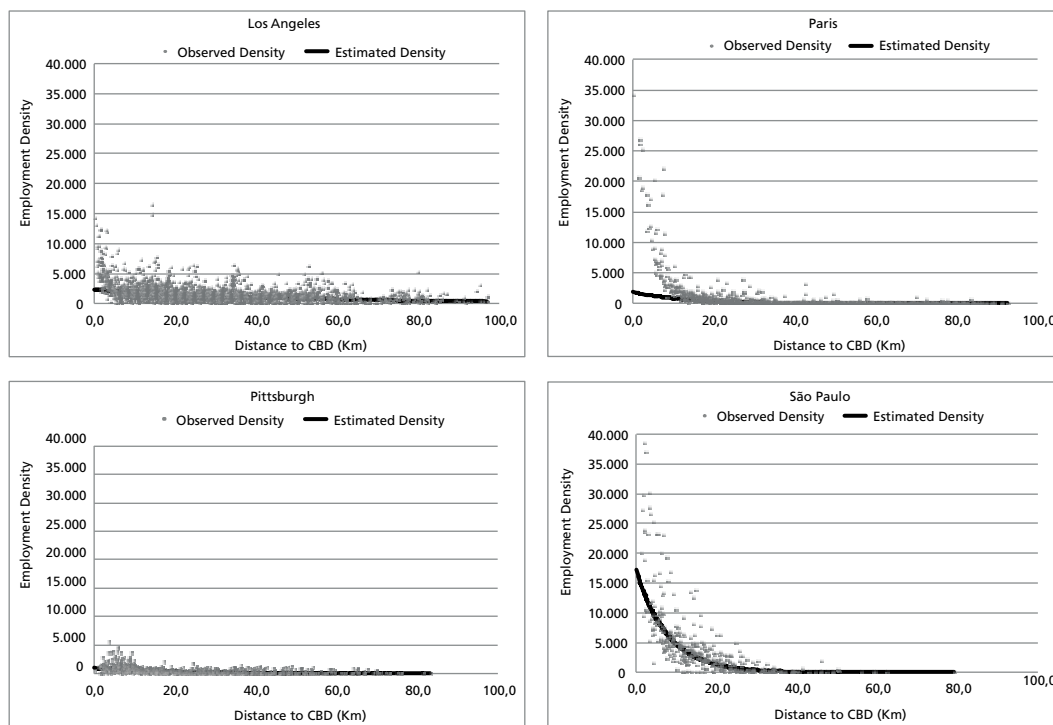 Los Angeles
Observed Density Estimated Density
40.000
35.000
30.000
25.000
20.000
15.000
10.000
5.000
0
Employment Density
0,0 20,0 40,0 60,0 80,0 100,0
Distance to CBD (Km)
Paris
Observed Density Estimated Density
40.000
35.000
30.000
25.000
20.000
15.000
10.000
5.000
0
Employment Density
0,0 20,0 40,0 60,0 80,0 100,0
Distance to CBD (Km)
Pittsburgh
Observed Density Estimated Density
40.000
35.000
30.000
25.000
20.000
15.000
10.000
5.000
0
Employment Density
0,0 20,0 40,0 60,0 80,0 100,0
Distance to CBD (Km)
São Paulo
Observed Density Estimated Density
40.000
35.000
30.000
25.000
20.000
15.000
10.000
5.000
0
Employment Density
0,0 20,0 40,0 60,0 80,0 100,0
Distance to CBD (Km)